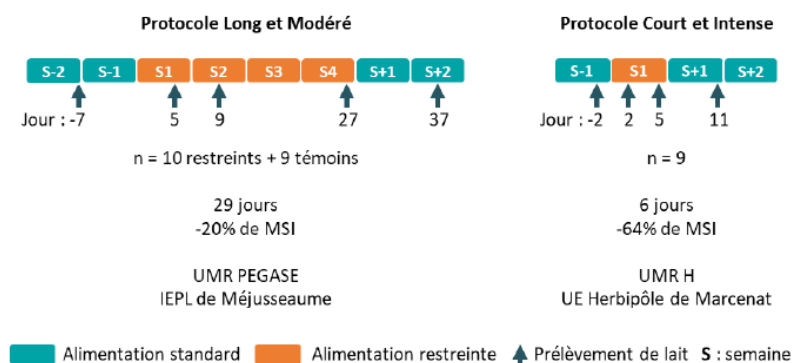 Protocole Long et Modéré
S-2 S-1 S1 S2 S3 S4 S+1 S+2
Jour : -7 5 9 27 37
n = 10 restreints + 9 témoins
29 jours
-20% de MSI
UMR PEGASE
IEPL de Méjusseaume
Protocole Court et Intense
S-1 S1 S+1 S+2
Jour : -2 2 5 11
n = 9
6 jours
-64% de MSI
UMR H
UE Herbipôle de Marcenat
Alimentation standard Alimentation restreinte Prélèvement de lait S : semaine